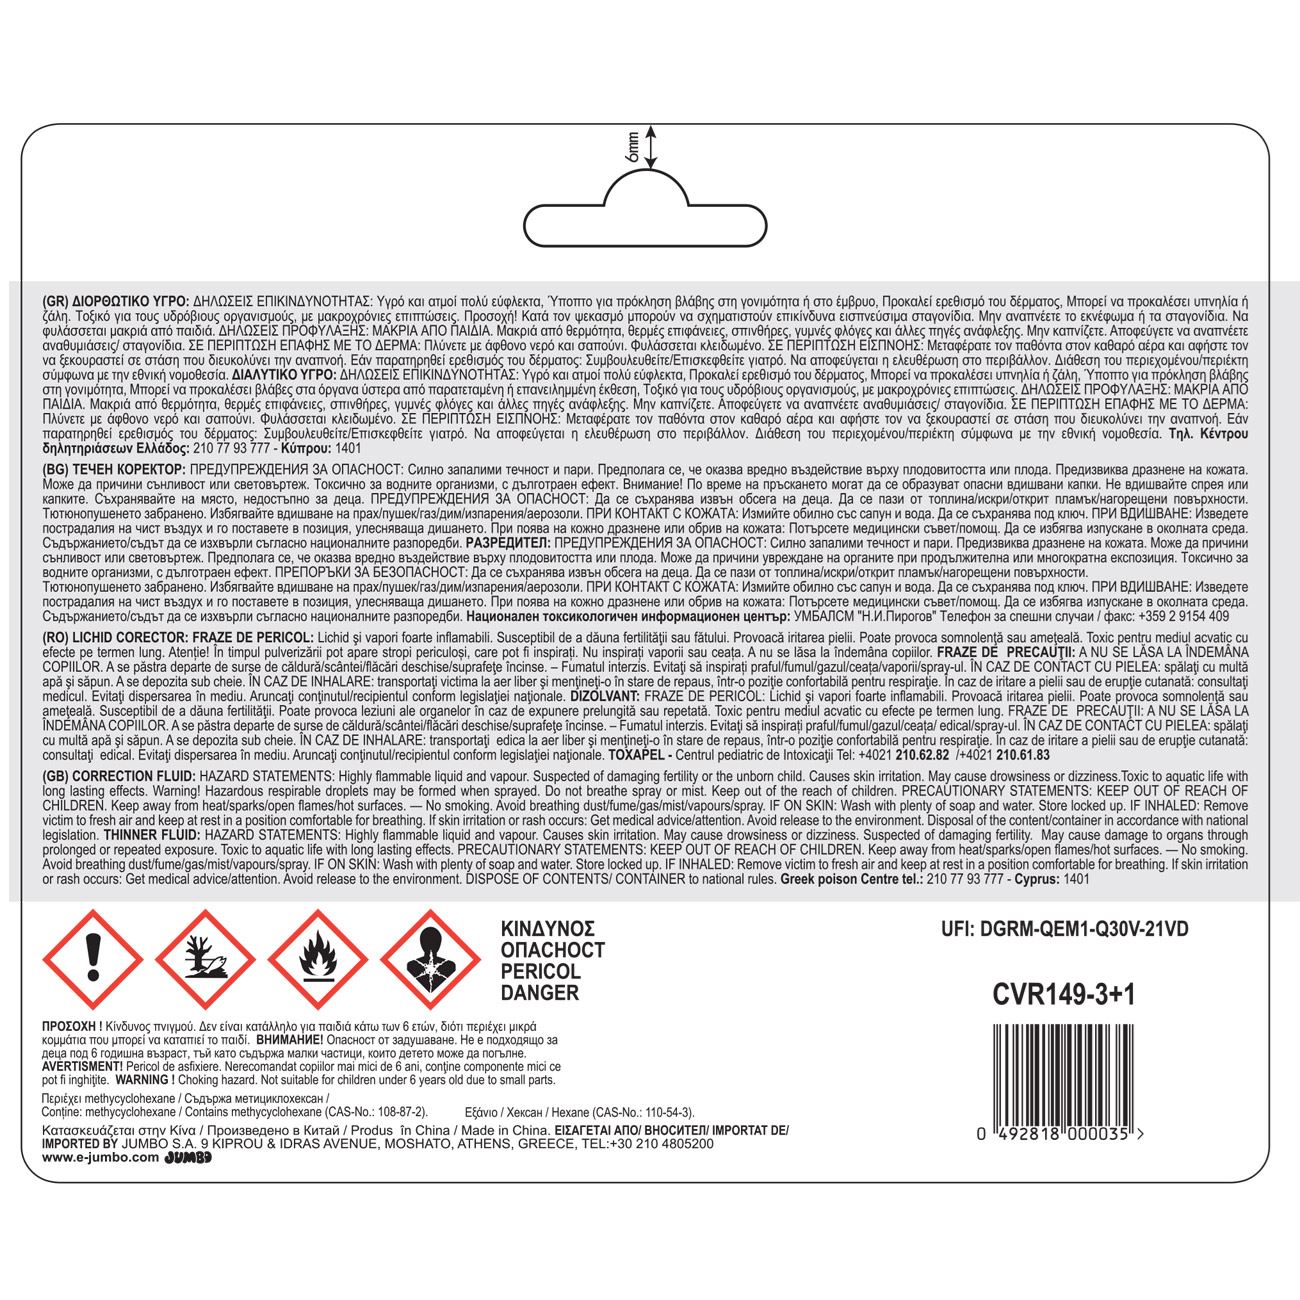 6mm
(GR) ΔΙΟΡΘΩΤΙΚΟ ΥΓΡΟ: ΔΗΛΩΣΕΙΣ ΕΠΙΚΙΝΔΥΝΟΤΗΤΑΣ: Υγρό και ατμοί πολύ εύφλεκτα, Ύποπτο για πρόκληση βλάβης στη γονιμότητα ή στο έμβρυο, Προκαλεί ερεθισμό του δέρματος, Μπορεί να προκαλέσει υπνηλία ή
ζάλη. Τοξικό για τους υδρόβιους οργανισμούς, με μακροχρόνιες επιπτώσεις. Προσοχή! Κατά τον ψεκασμό μπορούν να σχηματιστούν επικίνδυνα εισπνεύσιμα σταγονίδια. Μην αναπνέετε το εκνέφωμα ή τα σταγονίδια. Να
φυλάσσεται μακριά από παιδιά. ΔΗΛΩΣΕΙΣ ΠΡΟΦΥΛΑΞΗΣ: ΜΑΚΡΙΑ ΑΠΟ ΠΑΙΔΙΑ. Μακριά από θερμότητα, θερμές επιφάνειες, σπινθήρες, γυμνές φλόγες και άλλες πηγές ανάφλεξης. Μην καπνίζετε. Αποφεύγετε να αναπνέετε
αναθυμιάσεις/ σταγονίδια. ΣΕ ΠΕΡΙΠΤΩΣΗ ΕΠΑΦΗΣ ΜΕ ΤΟ ΔΕΡΜΑ: Πλύνετε με άφθονο νερό και σαπούνι. Φυλάσσεται κλειδωμένο. ΣΕ ΠΕΡΙΠΤΩΣΗ ΕΙΣΠΝΟΗΣ: Μεταφέρατε τον παθόντα στον καθαρό αέρα και αφήστε τον
να ξεκουραστεί σε στάση που διευκολύνει την αναπνοή. Εάν παρατηρηθεί ερεθισμός του δέρματος: Συμβουλευθείτε/Επισκεφθείτε γιατρό. Να αποφεύγεται η ελευθέρωση στο περιβάλλον. Διάθεση του περιεχομένου/περιέκτη
σύμφωνα με την εθνική νομοθεσία. ΔΙΑΛΥΤΙΚΟ ΥΓΡΟ: ΔΗΛΩΣΕΙΣ ΕΠΙΚΙΝΔΥΝΟΤΗΤΑΣ: Υγρό και ατμοί πολύ εύφλεκτα, Προκαλεί ερεθισμό του δέρματος, Μπορεί να προκαλέσει υπνηλία ή ζάλη, Ύποπτο για πρόκληση βλάβης
στη γονιμότητα, Μπορεί να προκαλέσει βλάβες στα όργανα ύστερα από παρατεταμένη ή επανειλημμένη έκθεση, Τοξικό για τους υδρόβιους οργανισμούς, με μακροχρόνιες επιπτώσεις. ΔΗΛΩΣΕΙΣ ΠΡΟΦΥΛΑΞΗΣ: ΜΑΚΡΙΑ ΑΠΟ
ΠΑΙΔΙΑ. Μακριά από θερμότητα, θερμές επιφάνειες, σπινθήρες, γυμνές φλόγες και άλλες πηγές ανάφλεξης. Μην καπνίζετε. Αποφεύγετε να αναπνέετε αναθυμιάσεις/ σταγονίδια. ΣΕ ΠΕΡΙΠΤΩΣΗ ΕΠΑΦΗΣ ΜΕ ΤΟ ΔΕΡΜΑ:
Πλύνετε με άφθονο νερό και σαπούνι. Φυλάσσεται κλειδωμένο. ΣΕ ΠΕΡΙΠΤΩΣΗ ΕΙΣΠΝΟΗΣ: Μεταφέρατε τον παθόντα στον καθαρό αέρα και αφήστε τον να ξεκουραστεί σε στάση που διευκολύνει την αναπνοή. Εάν
παρατηρηθεί ερεθισμός του δέρματος: Συμβουλευθείτε/Επισκεφθείτε γιατρό. Να αποφεύγεται η ελευθέρωση στο περιβάλλον. Διάθεση του περιεχομένου/περιέκτη σύμφωνα με την εθνική νομοθεσία. Τηλ. Κέντρου
δηλητηριάσεων Ελλάδος: 210 77 93 777 - Κύπρου: 1401
(BG) ТЕЧЕН КОРЕКТОР: ПРЕДУПРЕЖДЕНИЯ ЗА ОПАСНОСТ: Силно запалими течност и пари. Предполага се, че оказва вредно въздействие върху плодовитостта или плода. Предизвиква дразнене на кожата.
Може да причини сънливост или световъртеж. Токсично за водните организми, с дълготраен ефект. Внимание! По време на пръскането могат да се образуват опасни вдишвани капки. Не вдишвайте спрея или
капките. Съхранявайте на място, недостъпно за деца. ПРЕДУПРЕЖДЕНИЯ ЗА ОПАСНОСТ: Да се съхранява извън обсега на деца. Да се пази от топлина/искри/открит пламък/нагорещени повърхности.
Тютюнопушенето забранено. Избягвайте вдишване на прах/пушек/газ/дим/изпарения/аерозоли. ПРИ КОНТАКТ С КОЖАТА: Измийте обилно със сапун и вода. Да се съхранява под ключ. ПРИ ВДИШВАНЕ: Изведете
пострадалия на чист въздух и го поставете в позиция, улесняваща дишането. При поява на кожно дразнене или обрив на кожата: Потърсете медицински съвет/помощ. Да се избягва изпускане в околната среда.
Съдържанието/съдът да се изхвърли съгласно националните разпоредби. РАЗРЕДИТЕЛ: ПРЕДУПРЕЖДЕНИЯ ЗА ОПАСНОСТ: Силно запалими течност и пари. Предизвиква дразнене на кожата. Може да причини
сънливост или световъртеж. Предполага се, че оказва вредно въздействие върху плодовитостта или плода. Може да причини увреждане на органите при продължителна или многократна експозиция. Токсично за
водните организми, с дълготраен ефект. ПРЕПОРЪКИ ЗА БЕЗОПАСНОСТ: Да се съхранява извън обсега на деца. Да се пази от топлина/искри/открит пламък/нагорещени повърхности.
Тютюнопушенето забранено. Избягвайте вдишване на прах/пушек/газ/дим/изпарения/аерозоли. ПРИ КОНТАКТ С КОЖАТА: Измийте обилно със сапун и вода. Да се съхранява под ключ. ПРИ ВДИШВАНЕ: Изведете
пострадалия на чист въздух и го поставете в позиция, улесняваща дишането. При поява на кожно дразнене или обрив на кожата: Потърсете медицински съвет/помощ. Да се избягва изпускане в околната среда.
Съдържанието/съдът да се изхвърли съгласно националните разпоредби. Национален токсикологичен информационен център: УМБАЛСМ "Н.И.Пирогов" Телефон за спешни случаи / факс: +359 2 9154 409
(RO) LICHID CORECTOR: FRAZE DE PERICOL: Lichid şi vapori foarte inflamabili. Susceptibil de a dăuna fertilităţii sau fătului. Provoacă iritarea pielii. Poate provoca somnolenţă sau ameţeală. Toxic pentru mediul acvatic cu
efecte pe termen lung. Atenție! În timpul pulverizării pot apare stropi periculoși, care pot fi inspirați. Nu inspirați vaporii sau ceața. A nu se lăsa la îndemâna copiilor. FRAZE DE PRECAUŢII: A NU SE LĂSA LA ÎNDEMÂNA
COPIILOR. A se păstra departe de surse de căldură/scântei/flăcări deschise/suprafeţe încinse. – Fumatul interzis. Evitaţi să inspiraţi praful/fumul/gazul/ceaţa/vaporii/spray-ul. ÎN CAZ DE CONTACT CU PIELEA: spălaţi cu multă
apă şi săpun. A se depozita sub cheie. ÎN CAZ DE INHALARE: transportaţi victima la aer liber şi menţineţi-o în stare de repaus, într-o poziţie confortabilă pentru respiraţie. În caz de iritare a pielii sau de erupţie cutanată: consultaţi
medicul. Evitaţi dispersarea în mediu. Aruncaţi conţinutul/recipientul conform legislaţiei naţionale. DIZOLVANT: FRAZE DE PERICOL: Lichid şi vapori foarte inflamabili. Provoacă iritarea pielii. Poate provoca somnolenţă sau
ameţeală. Susceptibil de a dăuna fertilităţii. Poate provoca leziuni ale organelor în caz de expunere prelungită sau repetată. Toxic pentru mediul acvatic cu efecte pe termen lung. FRAZE DE PRECAUŢII: A NU SE LĂSA LA
ÎNDEMÂNA COPIILOR. A se păstra departe de surse de căldură/scântei/flăcări deschise/suprafeţe încinse. – Fumatul interzis. Evitaţi să inspiraţi praful/fumul/gazul/ceaţa/ edical/spray-ul. ÎN CAZ DE CONTACT CU PIELEA: spălaţi
cu multă apă şi săpun. A se depozita sub cheie. ÎN CAZ DE INHALARE: transportaţi edica la aer liber şi menţineţi-o în stare de repaus, într-o poziţie confortabilă pentru respiraţie. În caz de iritare a pielii sau de erupţie cutanată:
consultaţi edical. Evitaţi dispersarea în mediu. Aruncaţi conţinutul/recipientul conform legislaţiei naţionale. TOXAPEL - Centrul pediatric de Intoxicaţii Tel: +4021 210.62.82 /+4021 210.61.83
(GB) CORRECTION FLUID: HAZARD STATEMENTS: Highly flammable liquid and vapour. Suspected of damaging fertility or the unborn child. Causes skin irritation. May cause drowsiness or dizziness.Toxic to aquatic life with
long lasting effects. Warning! Hazardous respirable droplets may be formed when sprayed. Do not breathe spray or mist. Keep out of the reach of children. PRECAUTIONARY STATEMENTS: KEEP OUT OF REACH OF
CHILDREN. Keep away from heat/sparks/open flames/hot surfaces. — No smoking. Avoid breathing dust/fume/gas/mist/vapours/spray. IF ON SKIN: Wash with plenty of soap and water. Store locked up. IF INHALED: Remove
victim to fresh air and keep at rest in a position comfortable for breathing. If skin irritation or rash occurs: Get medical advice/attention. Avoid release to the environment. Disposal of the content/container in accordance with national
legislation. THINNER FLUID: HAZARD STATEMENTS: Highly flammable liquid and vapour. Causes skin irritation. May cause drowsiness or dizziness. Suspected of damaging fertility. May cause damage to organs through
prolonged or repeated exposure. Toxic to aquatic life with long lasting effects. PRECAUTIONARY STATEMENTS: KEEP OUT OF REACH OF CHILDREN. Keep away from heat/sparks/open flames/hot surfaces. — No smoking.
Avoid breathing dust/fume/gas/mist/vapours/spray. IF ON SKIN: Wash with plenty of soap and water. Store locked up. IF INHALED: Remove victim to fresh air and keep at rest in a position comfortable for breathing. If skin irritation
or rash occurs: Get medical advice/attention. Avoid release to the environment. DISPOSE OF CONTENTS/ CONTAINER to national rules. Greek poison Centre tel.: 210 77 93 777 - Cyprus: 1401
ΚΙΝΔΥΝΟΣ
ОПАСНОСТ
PERICOL
DANGER
UFI: DGRM-QEM1-Q30V-21VD
CVR149-3+1
ΠΡΟΣΟΧΗ ! Κίνδυνος πνιγμού. Δεν είναι κατάλληλο για παιδιά κάτω των 6 ετών, διότι περιέχει μικρά
κομμάτια που μπορεί να καταπιεί το παιδί. ВНИМАНИЕ! Опасност от задушаване. Не е подходящо за
деца под 6 годишна възраст, тъй като съдържа малки частици, които детето може да погълне.
AVERTISMENT! Pericol de asfixiere. Nerecomandat copiilor mai mici de 6 ani, conţine componente mici ce
pot fi inghiţite. WARNING ! Choking hazard. Not suitable for children under 6 years old due to small parts.
Περιέχει methycyclohexane / Съдържа метициклохексан /
Conţine: methycyclohexane / Contains methycyclohexane (CAS-No.: 108-87-2).
Εξάνιο / Хексан / Hexane (CAS-No.: 110-54-3).
Κατασκευάζεται στην Κίνα / Произведено в Китай / Produs în China / Made in China. ΕΙΣΑΓΕΤΑΙ ΑΠΟ/ ВНОСИТЕЛ/ IMPORTAT DE/
IMPORTED BY JUMBO S.A. 9 KIPROU & IDRAS AVENUE, MOSHATO, ATHENS, GREECE, TEL:+30 210 4805200
www.e-jumbo.com JUMBO
0 492818 000035 >